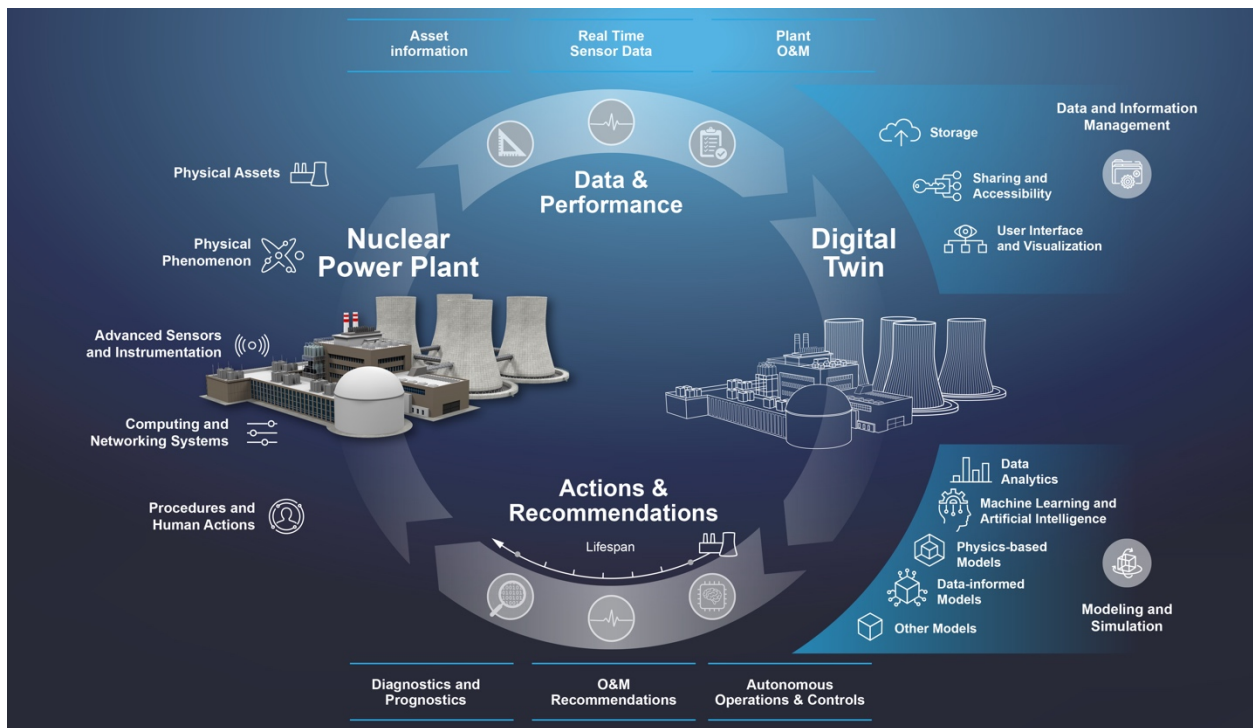 Asset
information
Real Time
Sensor Data
Plant
O&M
Data &
Performance
Physical Assets
Physical
Phenomenon
Nuclear
Power Plant
Advanced Sensors
and Instrumentation
Computing and
Networking Systems
Procedures and
Human Actions
Digital
Twin
Storage
Sharing and
Accessibility
User Interface
and Visualization
Data and Information
Management
Actions &
Recommendations
Lifespan
Data
Analytics
Machine Learning and
Artificial Intelligence
Physics-based
Models
Data-informed
Models
Other Models
Modeling and
Simulation
Diagnostics and
Prognostics
O&M
Recommendations
Autonomous
Operations & Controls